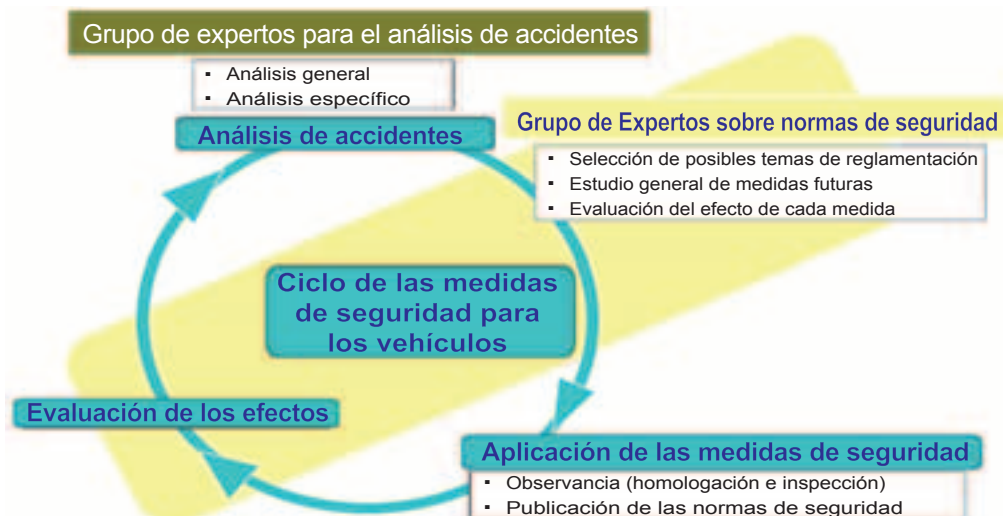 Grupo de expertos para el análisis de accidentes
▪ Análisis general
▪ Análisis específico
Análisis de accidentes
Grupo de Expertos sobre normas de seguridad
▪ Selección de posibles temas de reglamentación
▪ Estudio general de medidas futuras
▪ Evaluación del efecto de cada medida
Ciclo de las medidas
de seguridad para
los vehículos
Evaluación de los efectos
Aplicación de las medidas de seguridad
▪ Observancia (homologación e inspección)
▪ Publicación de las normas de seguridad